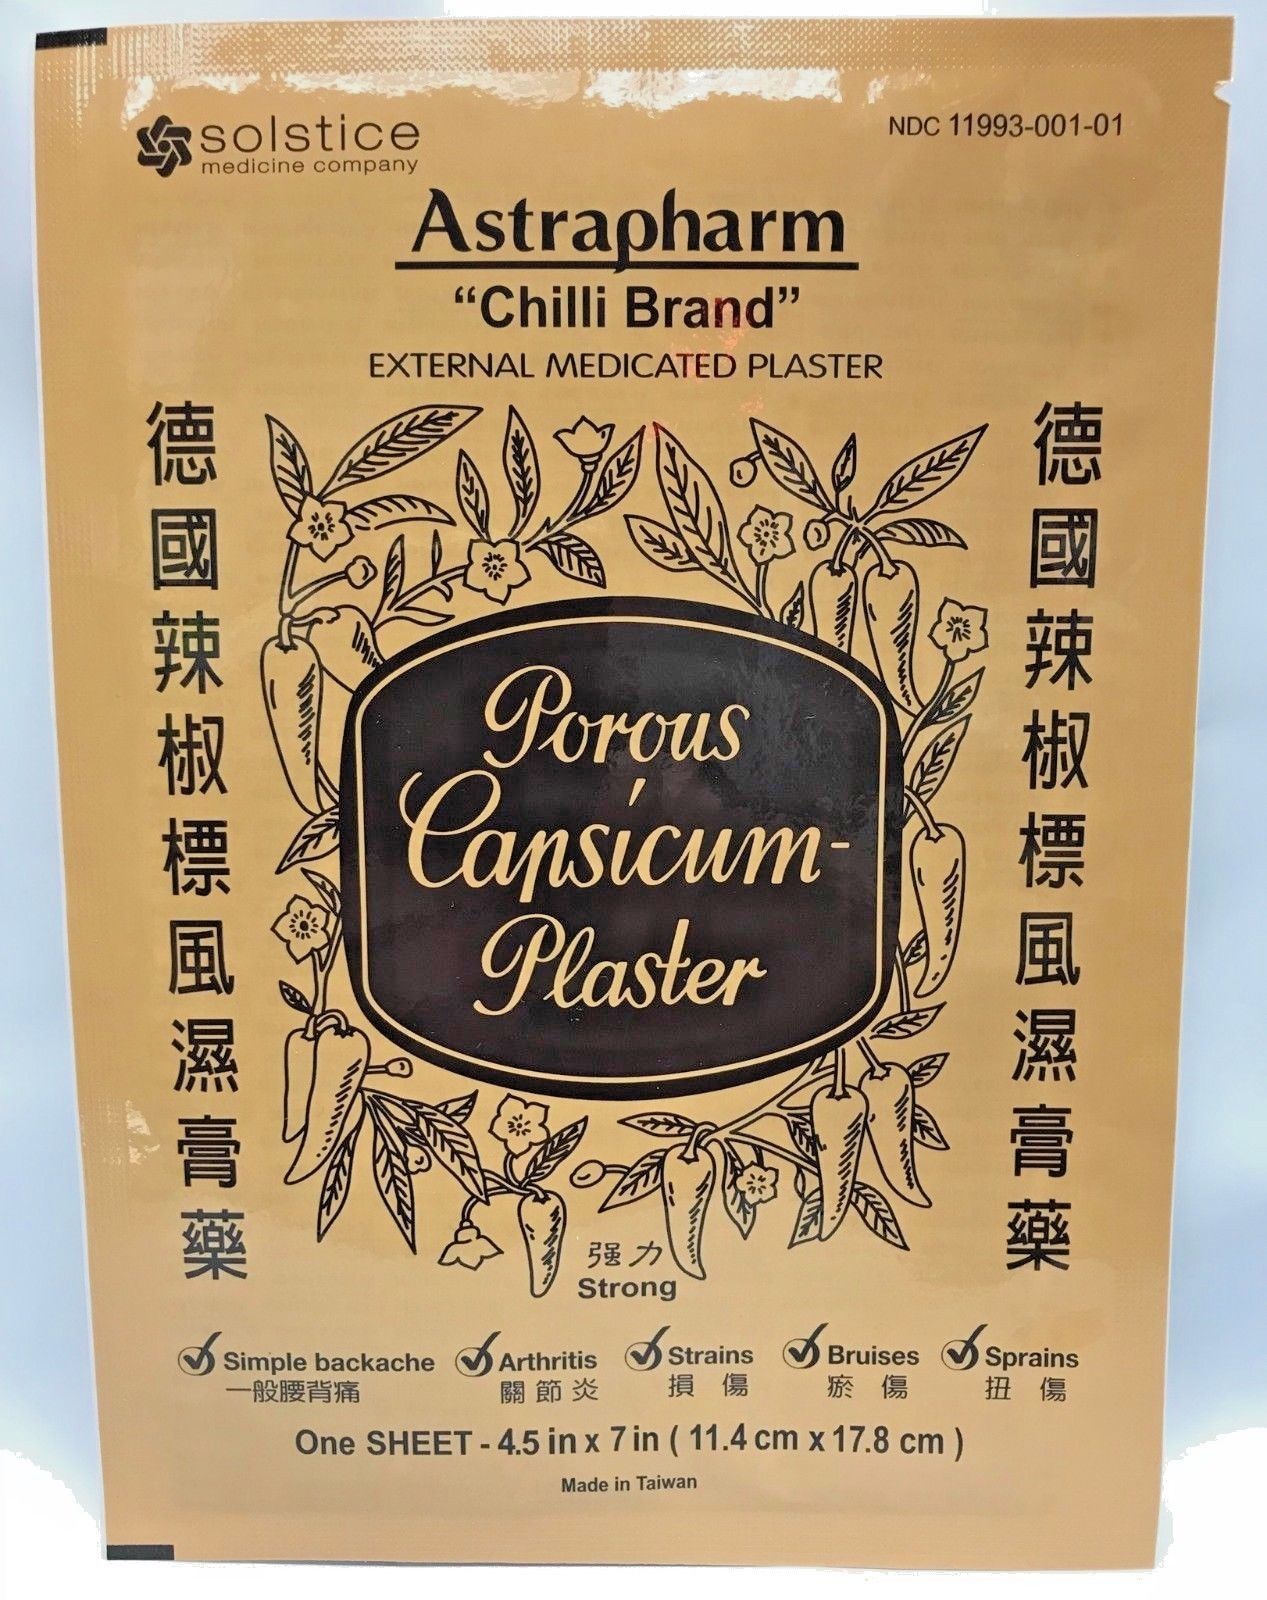 solstice
medicine company
NDC 11993-001-01
Astrapharm
“Chilli Brand”
EXTERNAL MEDICATED PLASTER
德國辣椒標風濕膏藥
德國辣椒標風濕膏藥
Porous
Capsicum-
Plaster
强力
Strong
Simple backache
一般腰背痛
Arthritis
關節炎
Strains
損傷
Bruises
瘀傷
Sprains
扭傷
One SHEET - 4.5 in x 7 in ( 11.4 cm x 17.8 cm )
Made in Taiwan